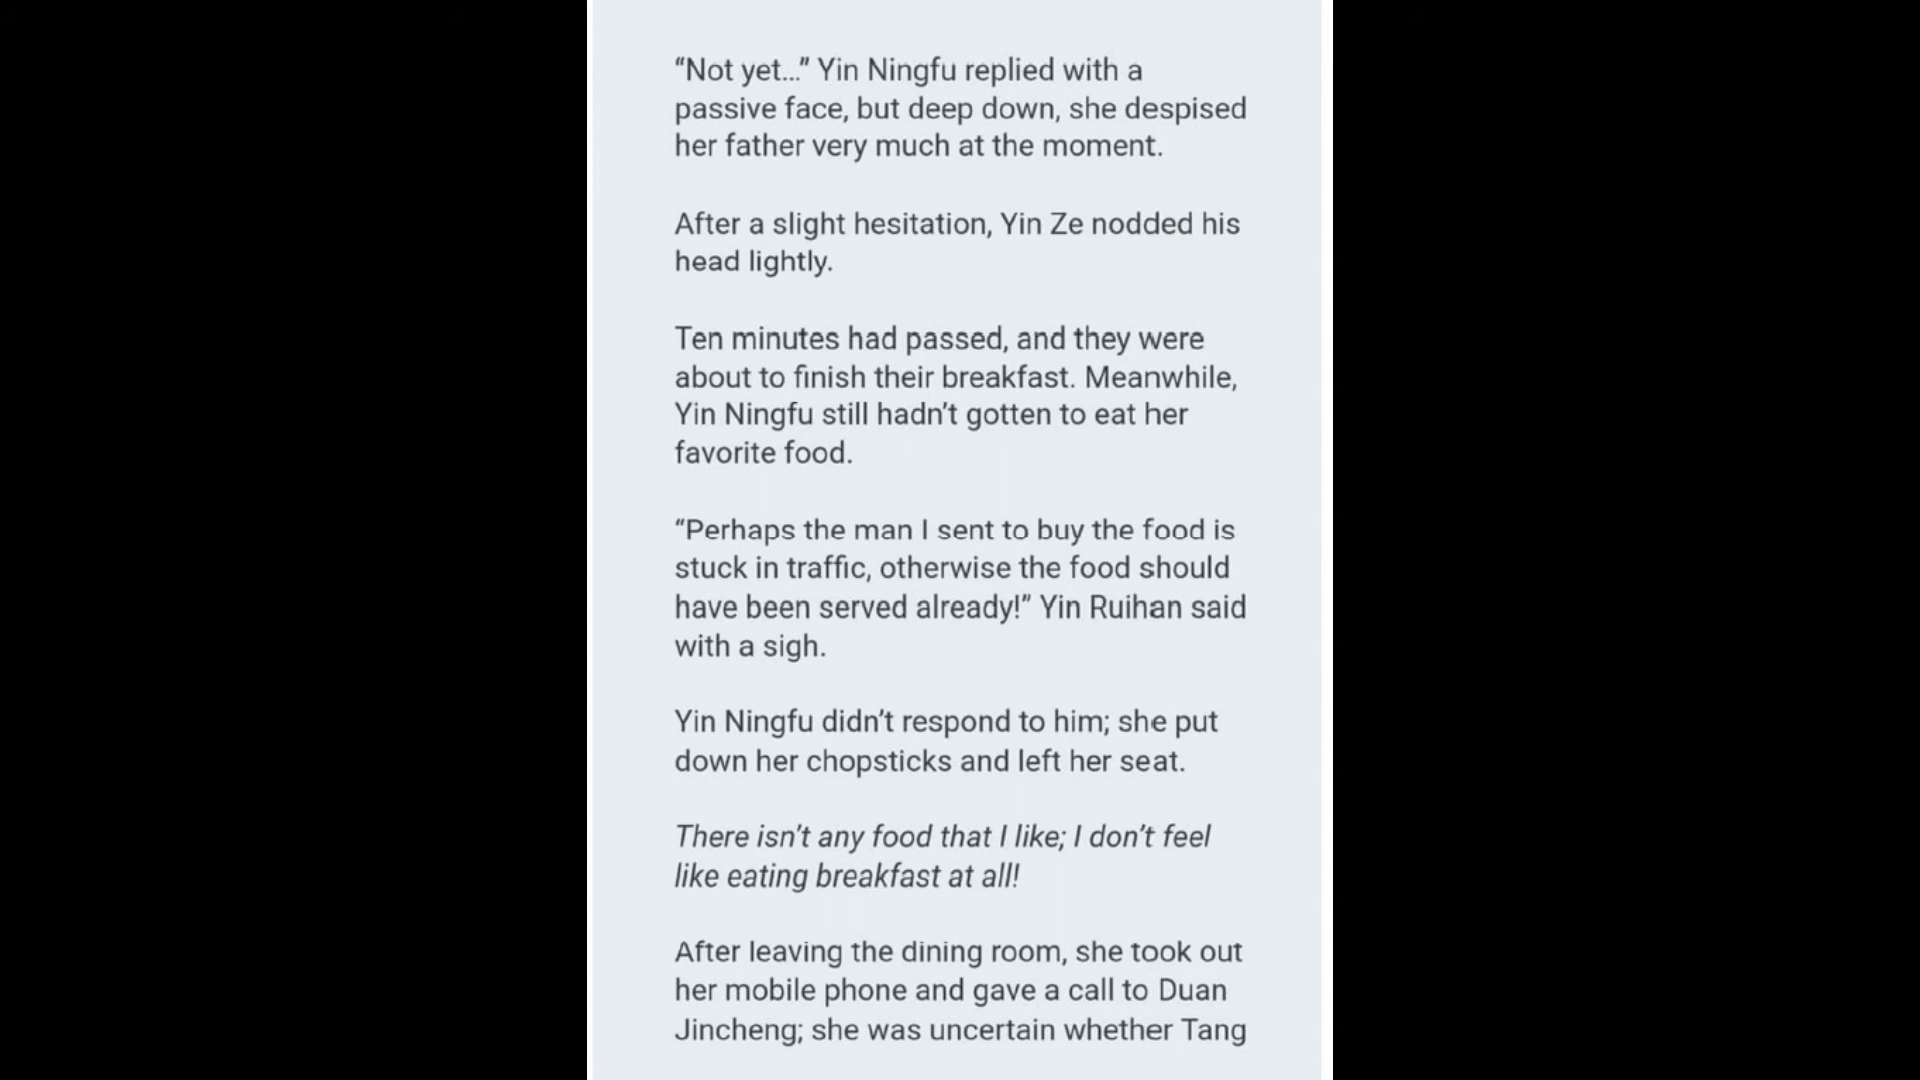 “Not yet…” Yin Ningfu replied with a
passive face, but deep down, she despised
her father very much at the moment.
After a slight hesitation, Yin Ze nodded his
head lightly.
Ten minutes had passed, and they were
about to finish their breakfast. Meanwhile,
Yin Ningfu still hadn’t gotten to eat her
favorite food.
“Perhaps the man I sent to buy the food is
stuck in traffic, otherwise the food should
have been served already!” Yin Ruihan said
with a sigh.
Yin Ningfu didn’t respond to him; she put
down her chopsticks and left her seat.
There isn’t any food that I like; I don’t feel
like eating breakfast at all!
After leaving the dining room, she took out
her mobile phone and gave a call to Duan
Jincheng; she was uncertain whether Tang